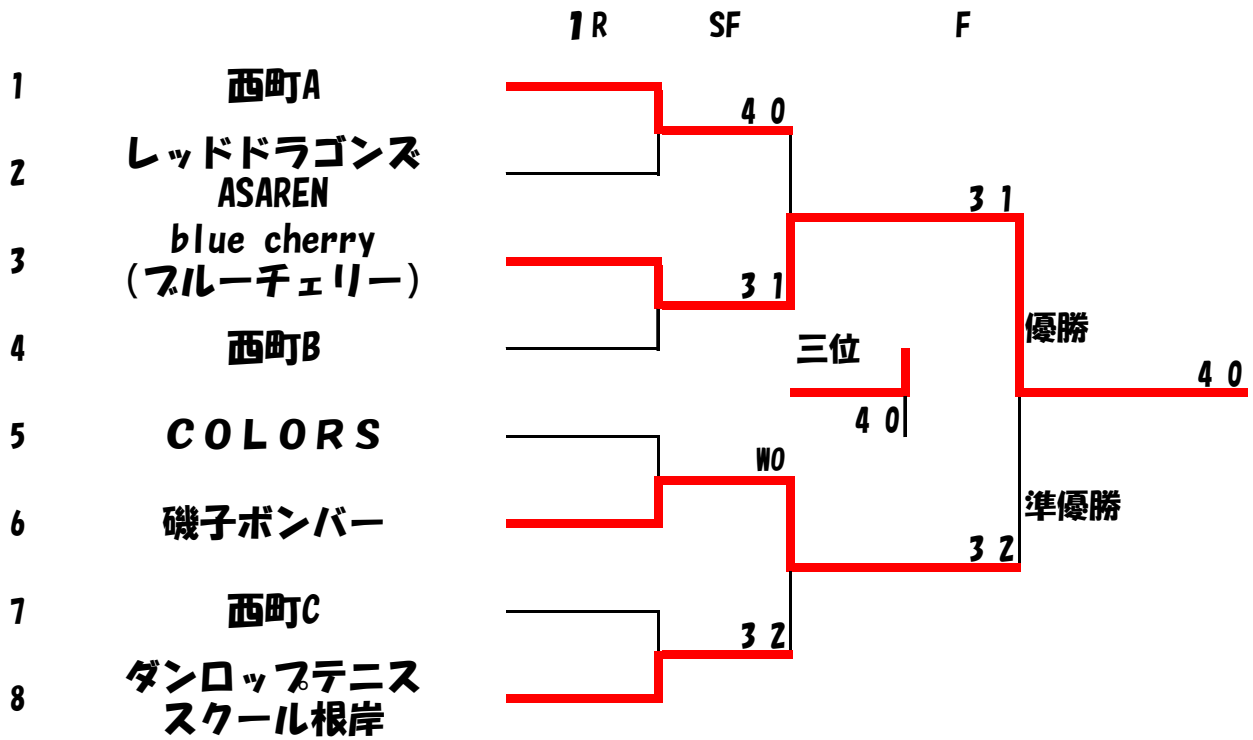 1R SF F
1 西町A
4 0
2 レッドドラゴンズ
ASAREN
3 1
3 blue cherry
(ブルーチェリー)
3 1
4 西町B
三位
優勝
4 0
4 0
5 COLORS
WO
6 磯子ボンバー
準優勝
3 2
7 西町C
3 2
8 ダンロップテニス
スクール根岸